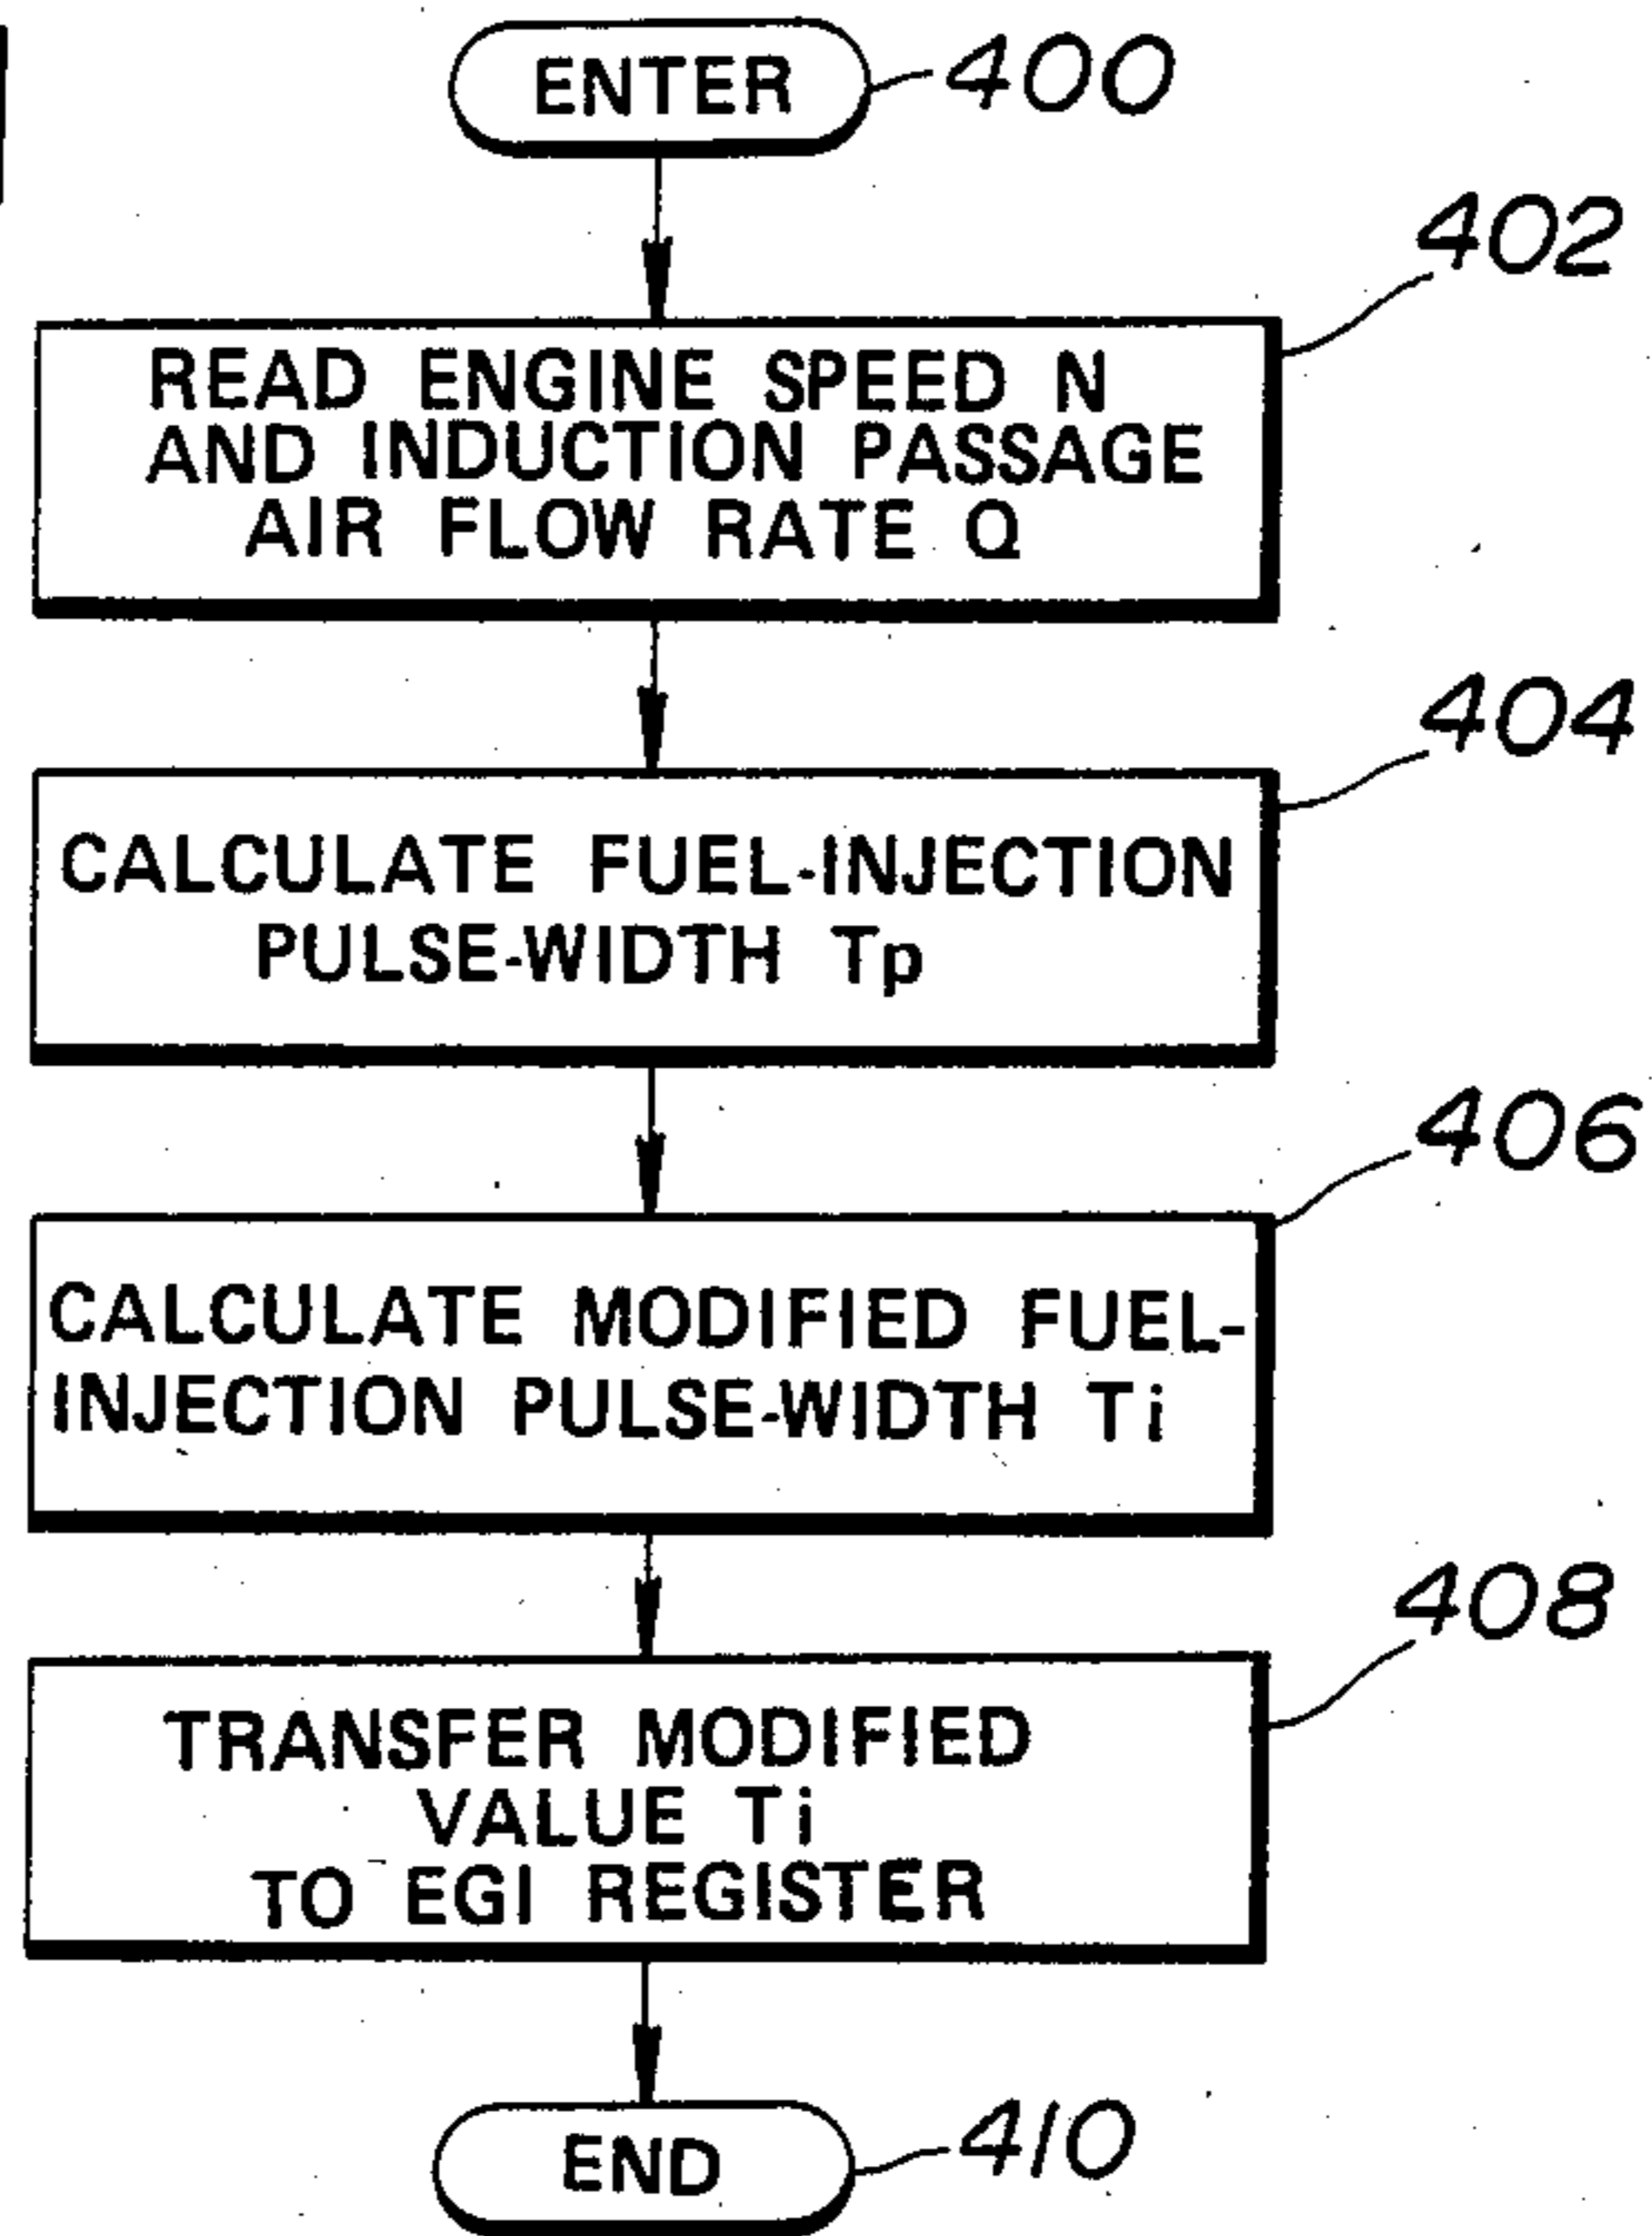 ENTER
400
402
READ ENGINE SPEED N
AND INDUCTION PASSAGE
AIR FLOW RATE Q
404
CALCULATE FUEL-INJECTION
PULSE-WIDTH Tp
406
CALCULATE MODIFIED FUEL-
INJECTION PULSE-WIDTH Ti
408
TRANSFER MODIFIED
VALUE Ti
TO EGI REGISTER
END
410